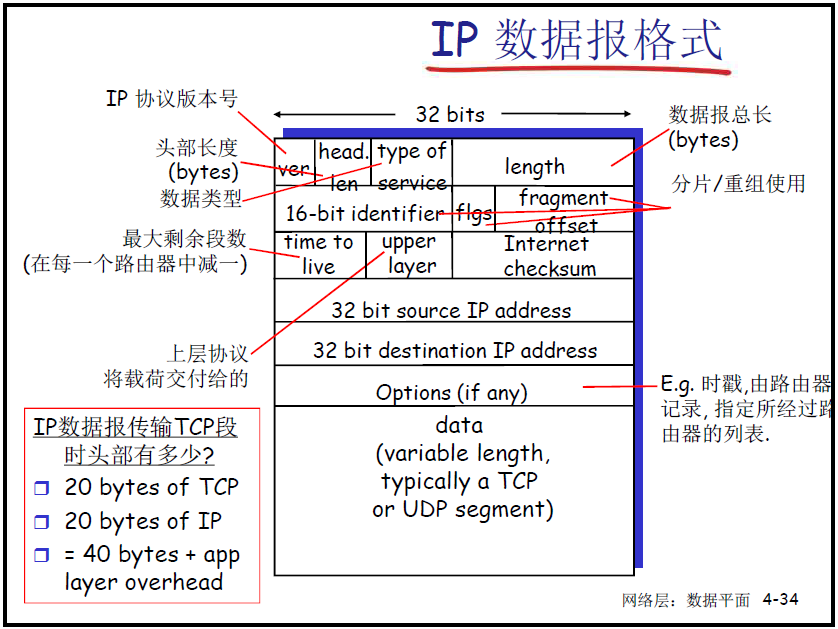 IP 数据报格式
IP 协议版本号
32 bits
数据报总长
(bytes)
头部长度
(bytes)
数据类型
ver
head.
len
type of
service
length
分片/重组使用
16-bit identifier
flgs
fragment
offset
最大剩余段数
(在每一个路由器中减一)
time to
live
upper
layer
Internet
checksum
32 bit source IP address
上层协议
将载荷交付给的
32 bit destination IP address
Options (if any)
E.g. 时戳,由路由器
记录, 指定所经过路
由器的列表.
data
(variable length,
typically a TCP
or UDP segment)
IP数据报传输TCP段
时头部有多少?
20 bytes of TCP
20 bytes of IP
= 40 bytes + app
layer overhead
网络层：数据平面 4-34